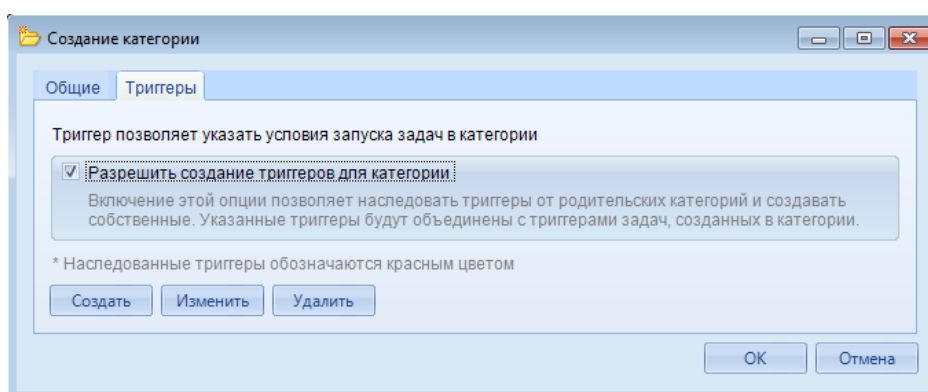 Создание категории
Общие Триггеры
Триггер позволяет указать условия запуска задач в категории
Разрешить создание триггеров для категории
Включение этой опции позволяет наследовать триггеры от родительских категорий и создавать
собственные. Указанные триггеры будут объединены с триггерами задач, созданных в категории.
* Наследованные триггеры обозначаются красным цветом
Создать Изменить Удалить
ОК Отмена